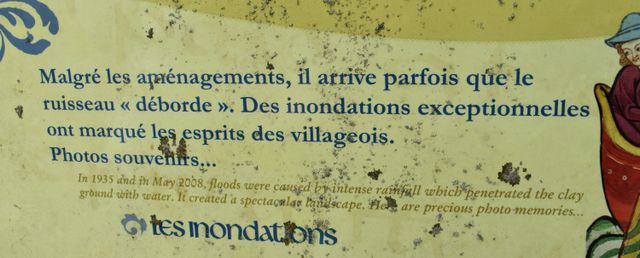 Malgré les aménagements, il arrive parfois que le
ruisseau « déborde ». Des inondations exceptionnelles
ont marqué les esprits des villageois.
Photos souvenirs...
In 1935 and in May 2008, floods were caused by intense rainfall which penetrated the clay
ground with water. It created a spectacular landscape. Here are precious photo-memories...
Les inondations